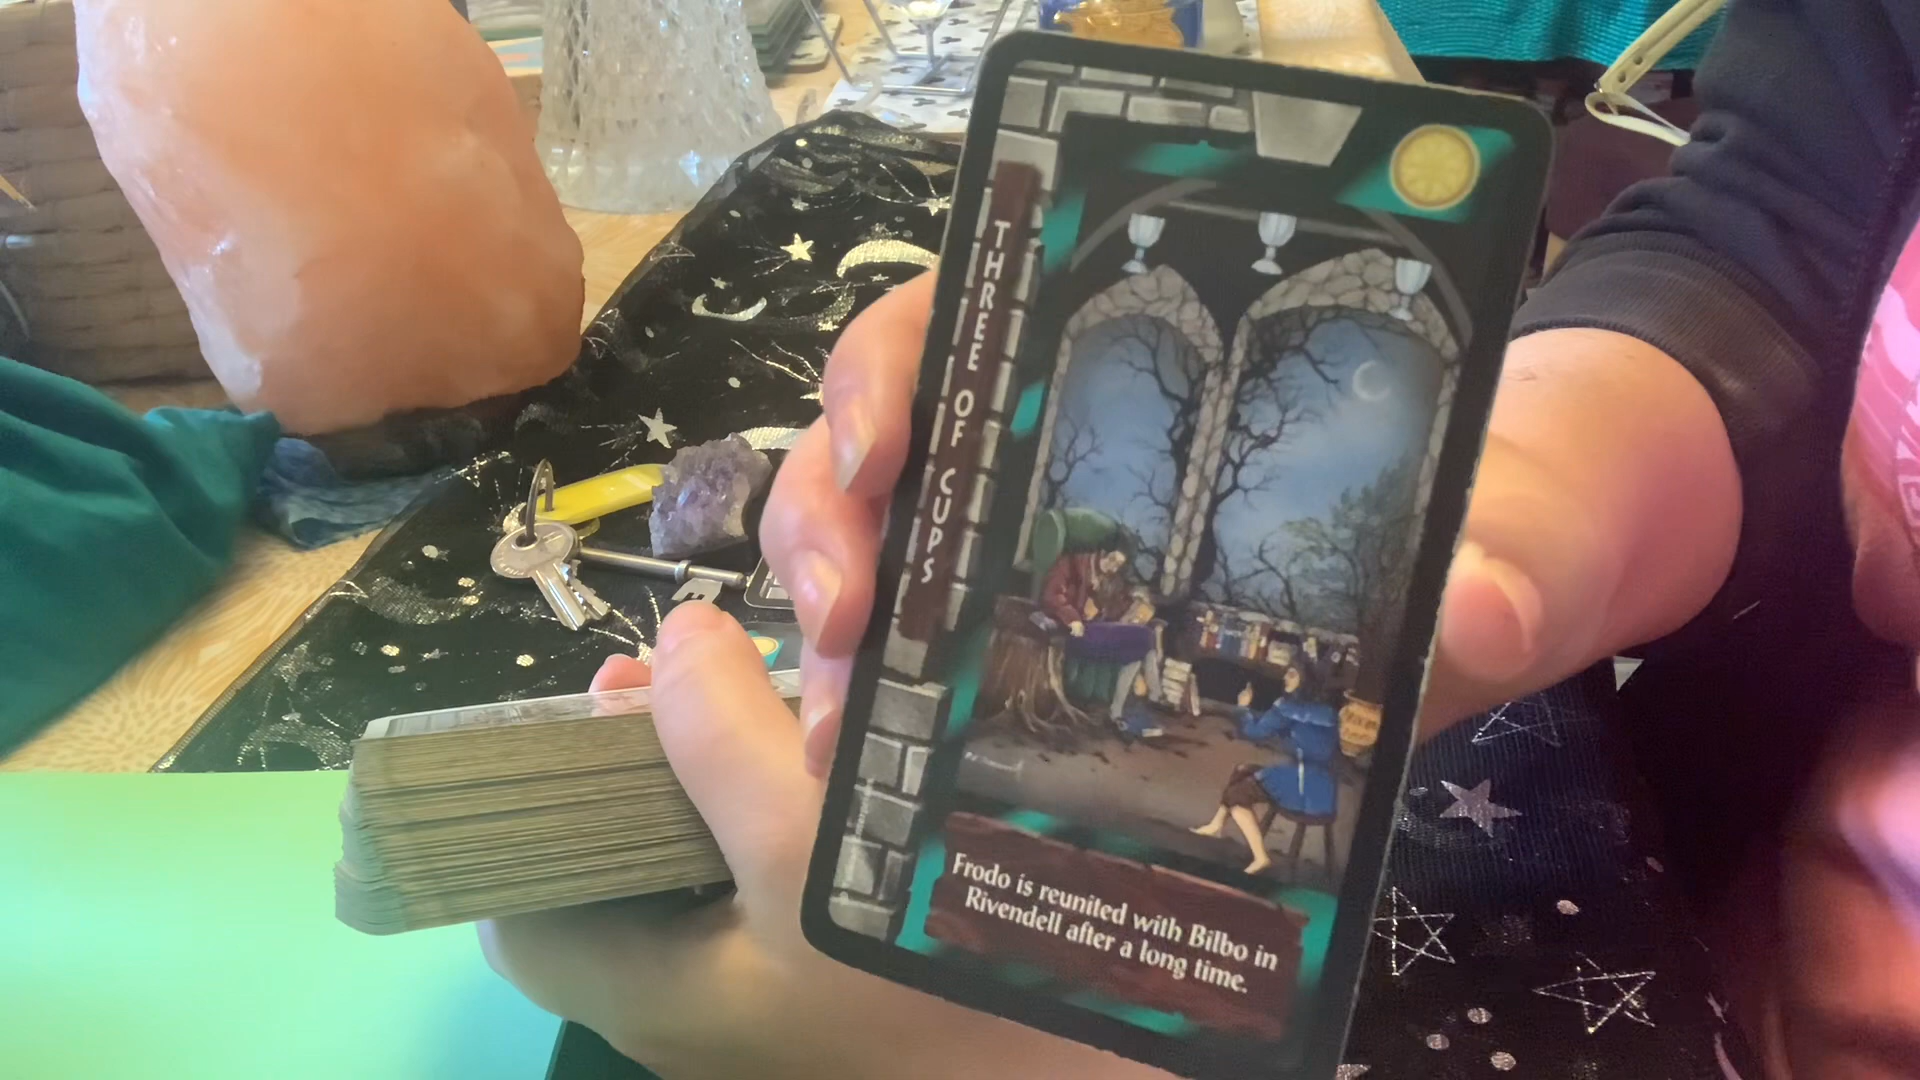 THREE OF CUPS
Frodo is reunited with Bilbo in
Rivendell after a long time.